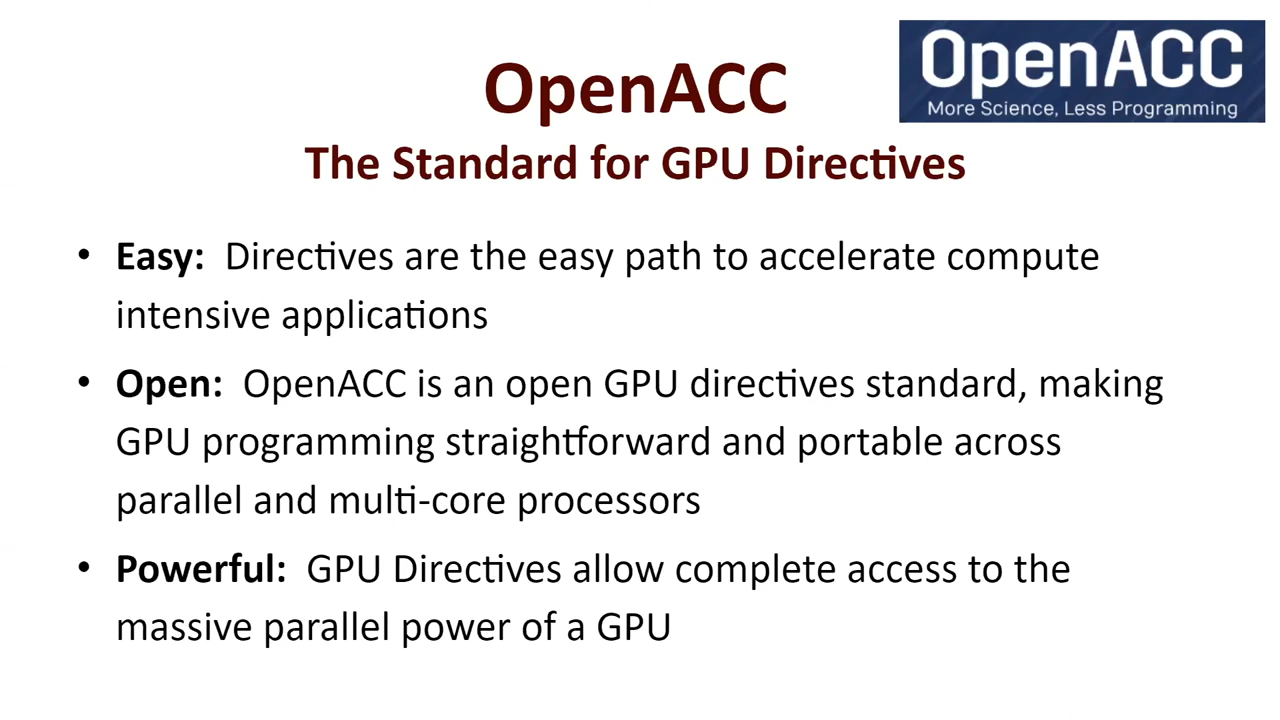 OpenACC
More Science, Less Programming
OpenACC
The Standard for GPU Directives
• Easy: Directives are the easy path to accelerate compute
intensive applications
• Open: OpenACC is an open GPU directives standard, making
GPU programming straightforward and portable across
parallel and multi-core processors
• Powerful: GPU Directives allow complete access to the
massive parallel power of a GPU